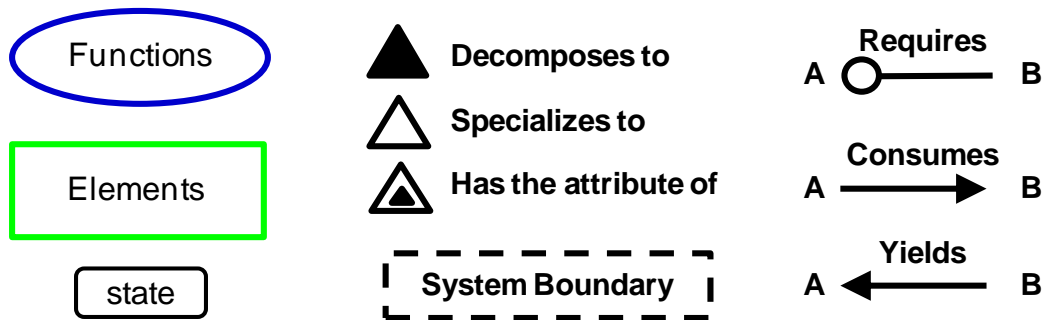 Functions
Elements
state
Decomposes to
Specializes to
Has the attribute of
System Boundary
Requires
A B
Consumes
A B
Yields
A B